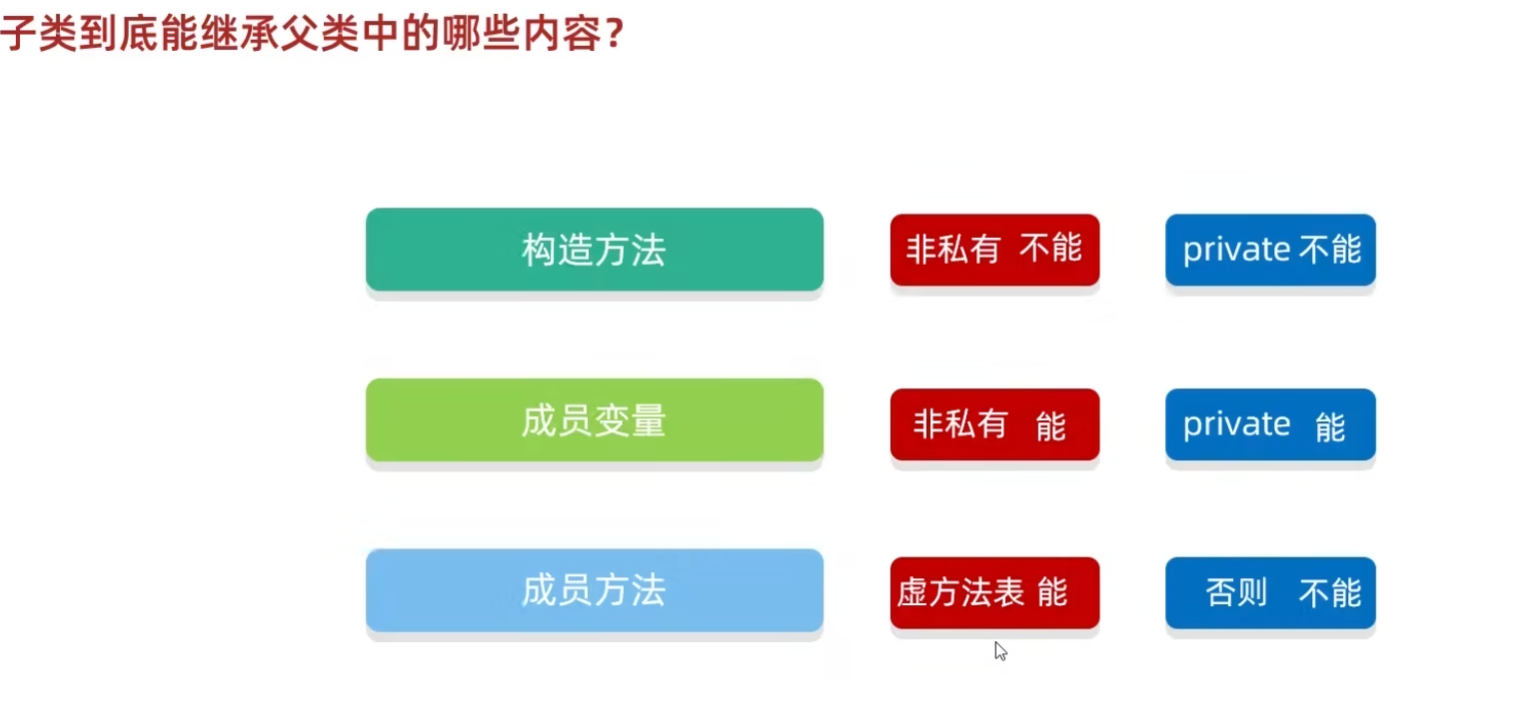 子类到底能继承父类中的哪些内容？
构造方法 非私有 不能 private 不能
成员变量 非私有 能 private 能
成员方法 虚方法表 能 否则 不能